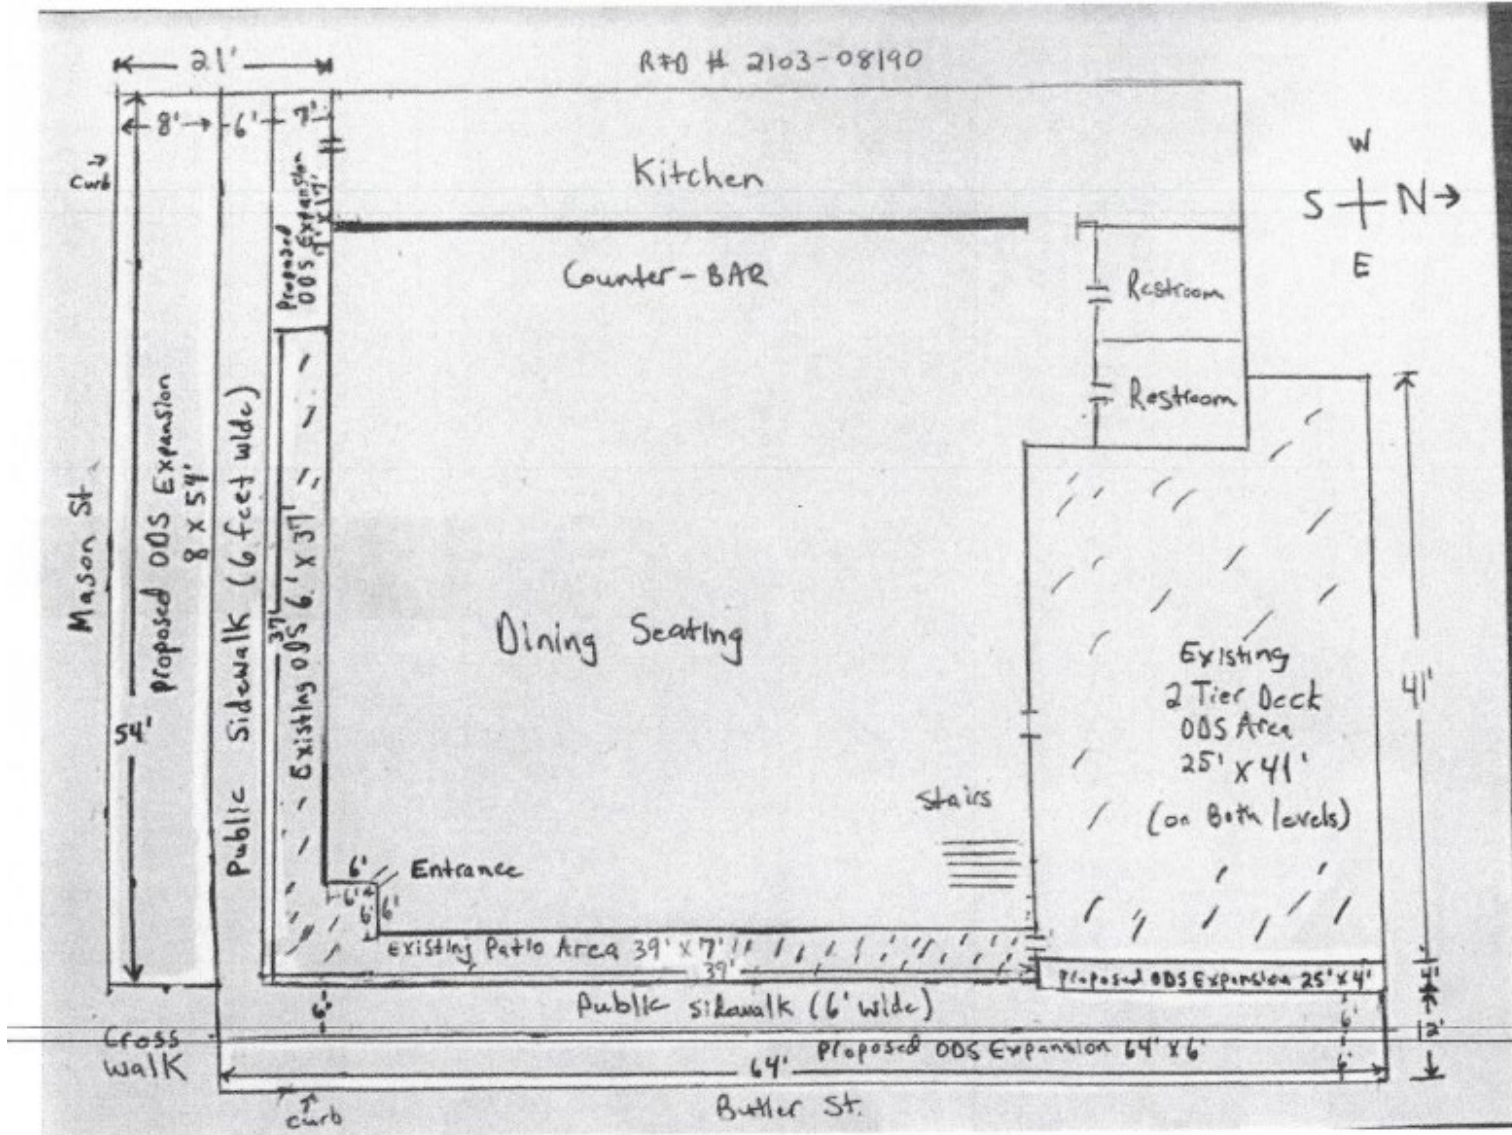 21'
RFD # 2103-08190
8'
6'
7'
Curb
Kitchen
W
S
N
E
Proposed
ODS Expansion
7' x 17'
Counter-BAR
Restroom
Restroom
Mason St
54'
proposed ODS Expansion
8 x 54'
Public Sidewalk (6 feet wide)
37'
Existing ODS 6.' x 37'
Dining Seating
Existing
2 Tier Deck
ODS Area
25' x 41'
(on Both levels)
41'
Stairs
6'
Entrance
6'
6'
6'
Existing Patio Area 39' x 7'
39'
Proposed ODS Expansion 25' x 4'
4'
6'
Public sidewalk (6' wide)
6'
12'
Cross
walk
proposed ODS Expansion 64' x 6'
64'
6'
curb
Butler St.